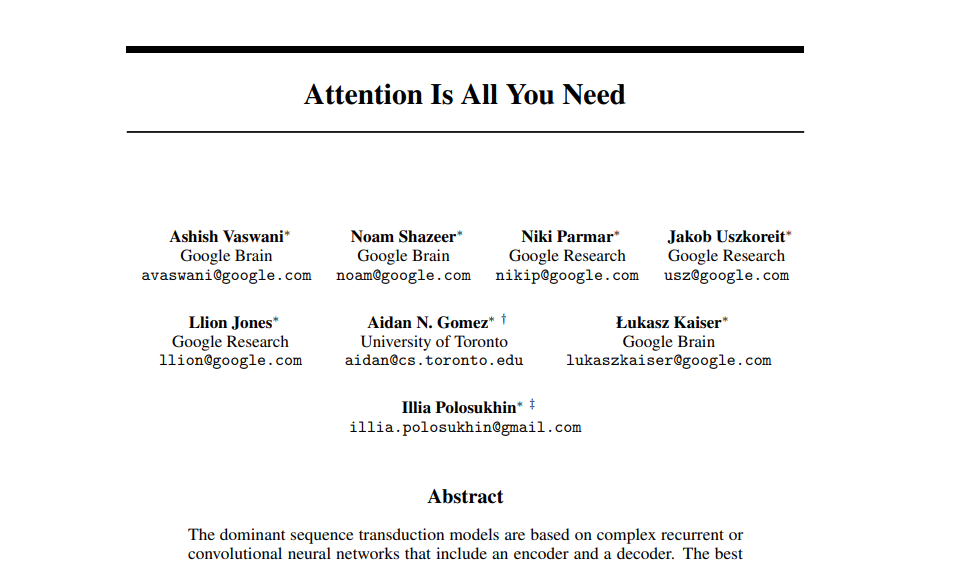 Attention Is All You Need
Ashish Vaswani* Noam Shazeer* Niki Parmar* Jakob Uszkoreit*
Google Brain Google Brain Google Research Google Research
avaswani@google.com noam@google.com nikip@google.com usz@google.com
Llion Jones* Aidan N. Gomez* † Łukasz Kaiser*
Google Research University of Toronto Google Brain
llion@google.com aidan@cs.toronto.edu lukaszkaiser@google.com
Illia Polosukhin* ‡
illia.polosukhin@gmail.com
Abstract
The dominant sequence transduction models are based on complex recurrent or
convolutional neural networks that include an encoder and a decoder. The best